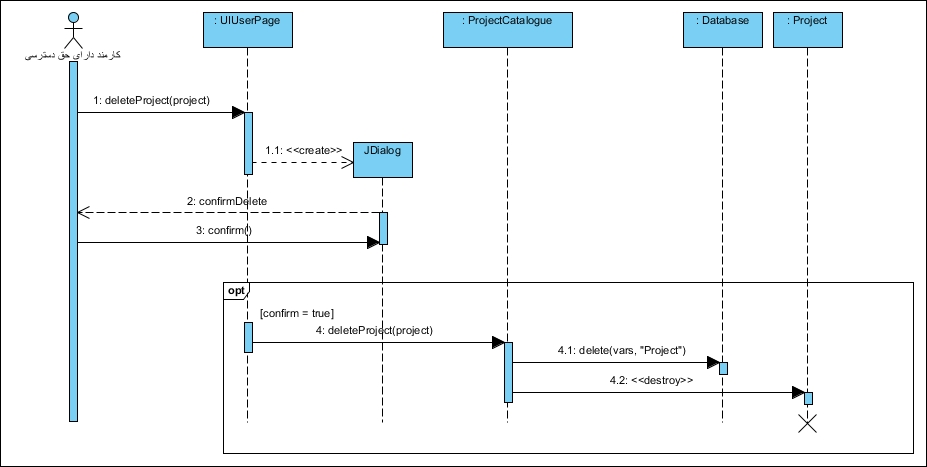 : UIUserPage
: ProjectCatalogue
: Database
: Project
کارمند دارای حق دسترسی
1: deleteProject(project)
1.1: <<create>>
JDialog
2: confirmDelete
3: confirm()
opt
[confirm = true]
4: deleteProject(project)
4.1: delete(vars, "Project")
4.2: <<destroy>>